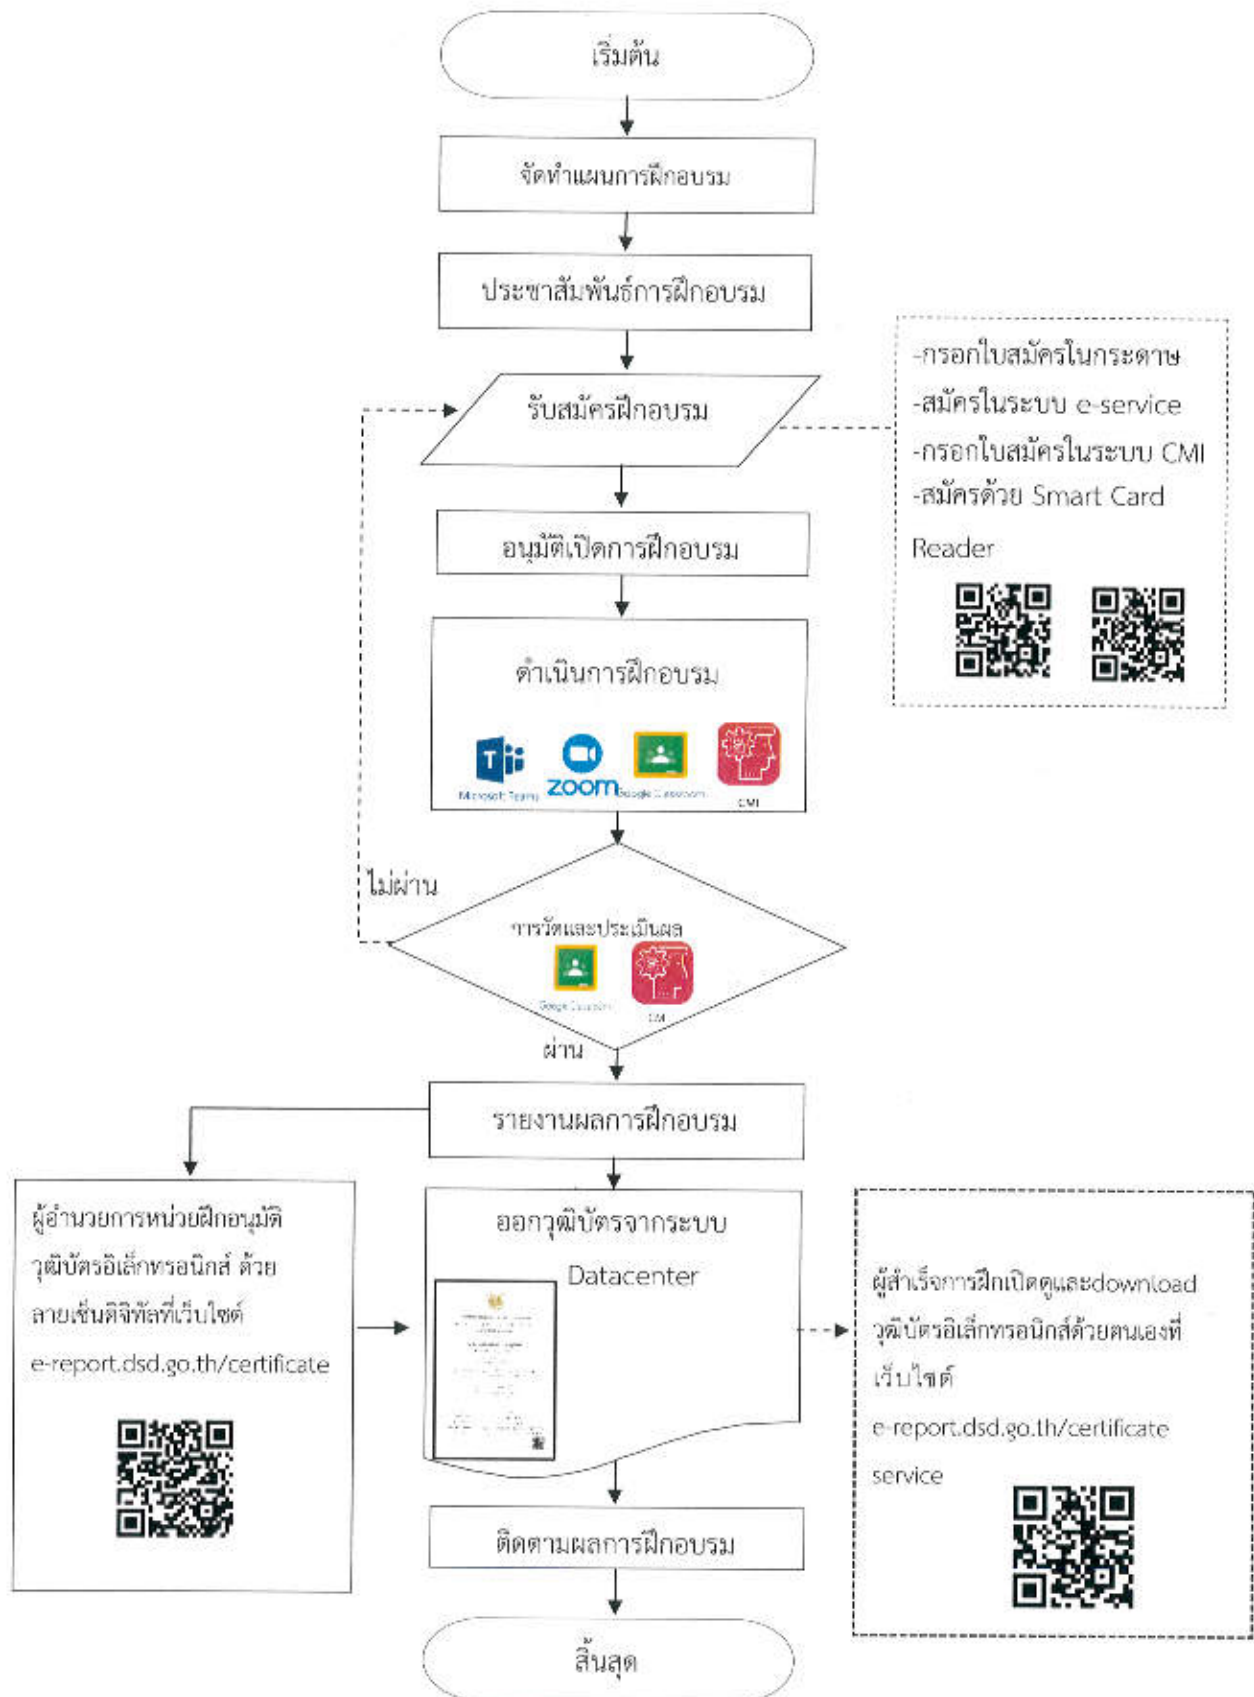 เริ่มต้น
จัดทำแผนการฝึกอบรม
ประชาสัมพันธ์การฝึกอบรม
รับสมัครฝึกอบรม
-กรอกใบสมัครในกระดาษ
-สมัครในระบบ e-service
-กรอกใบสมัครในระบบ CMI
-สมัครด้วย Smart Card
Reader
อนุมัติเปิดการฝึกอบรม
ดำเนินการฝึกอบรม
Microsoft Teams
zoom
Google Classroom
CMI
ไม่ผ่าน
การวัดและประเมินผล
Google Classroom
CMI
ผ่าน
รายงานผลการฝึกอบรม
ผู้อำนวยการหน่วยฝึกอนุมัติ
วุฒิบัตรอิเล็กทรอนิกส์ ด้วย
ลายเซ็นดิจิทัลที่เว็บไซต์
e-report.dsd.go.th/certificate
ออกวุฒิบัตรจากระบบ
Datacenter
ผู้สำเร็จการฝึกเปิดดูและdownload
วุฒิบัตรอิเล็กทรอนิกส์ด้วยตนเองที่
เว็บไซต์
e-report.dsd.go.th/certificate
service
ติดตามผลการฝึกอบรม
สิ้นสุด